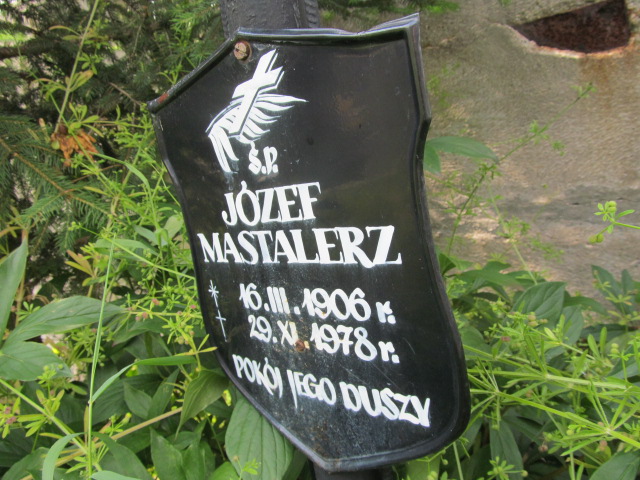 Ś.P.
JÓZEF
MASTALERZ
16.III.1906 r.
29.XI.1978 r.
POKÓJ JEGO DUSZY